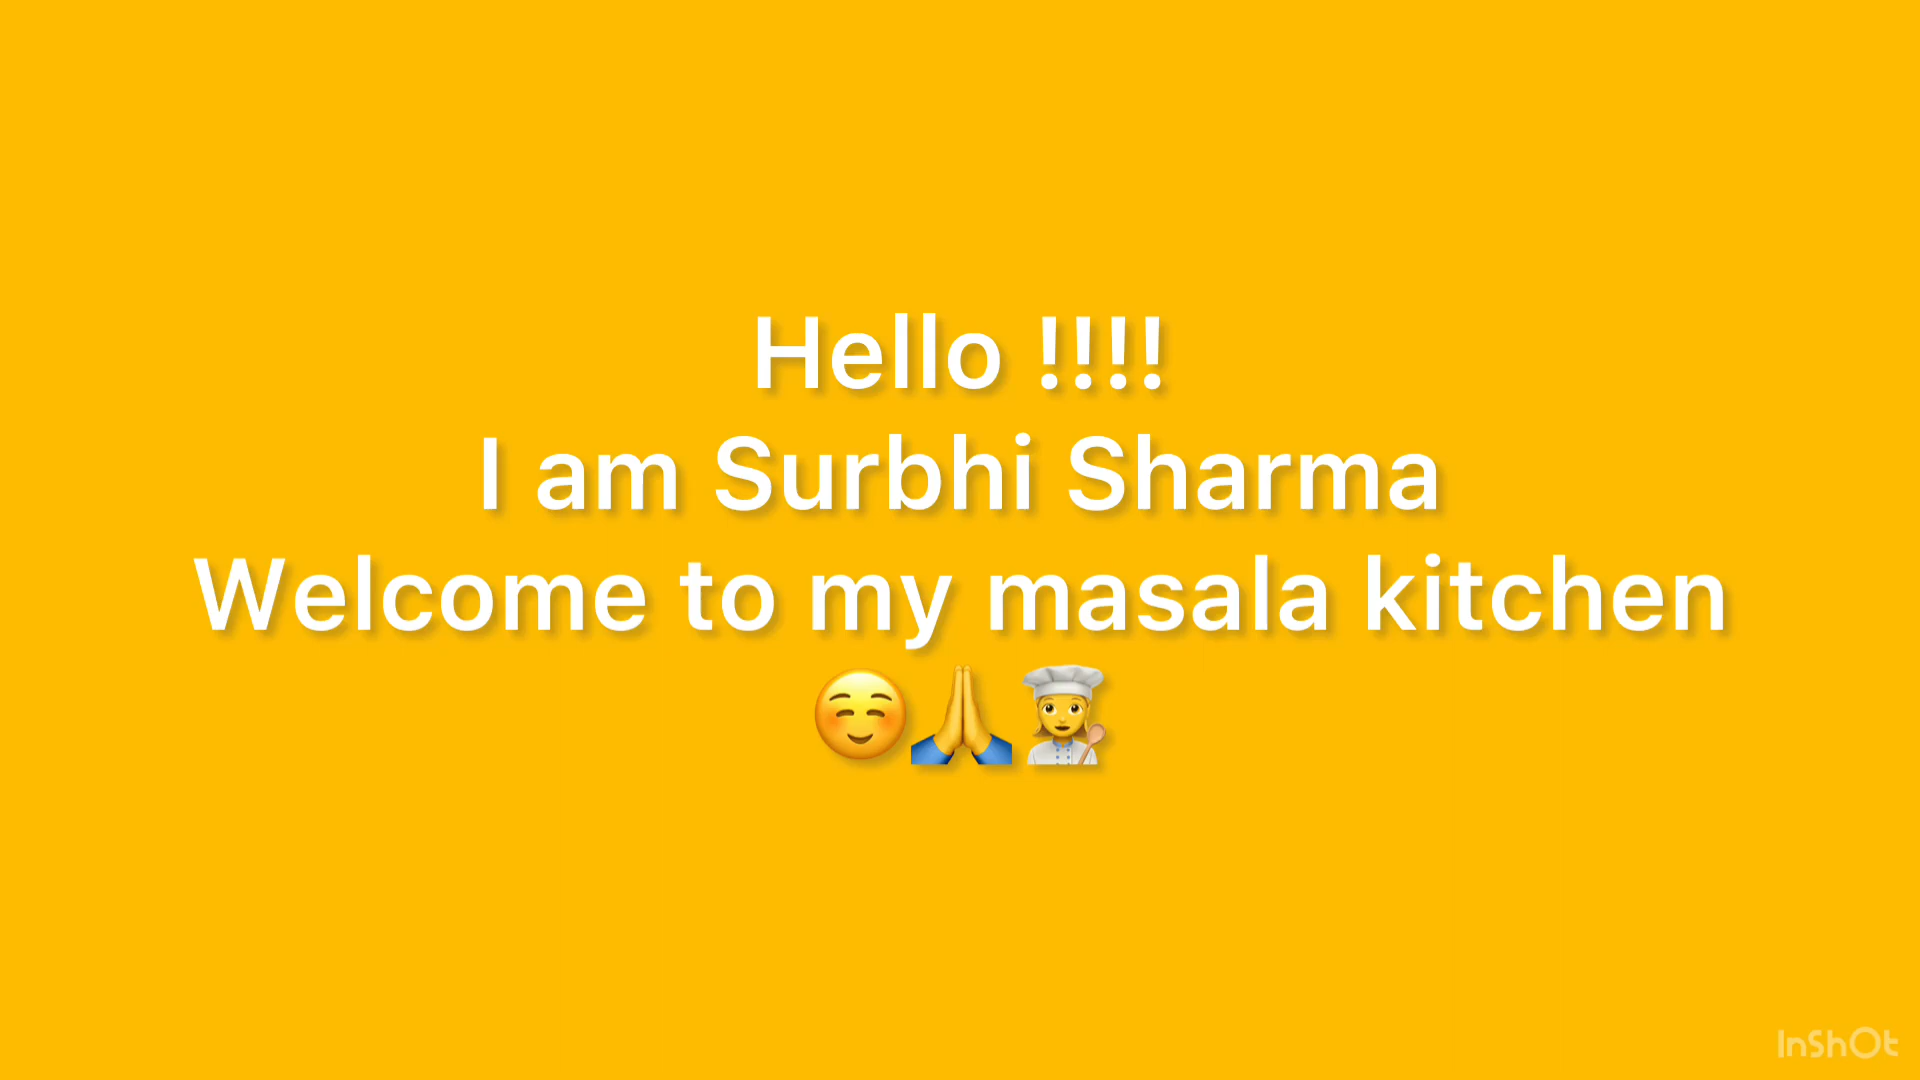 Hello !!!!
I am Surbhi Sharma
Welcome to my masala kitchen
☺️🙏👩‍🍳
InShOt